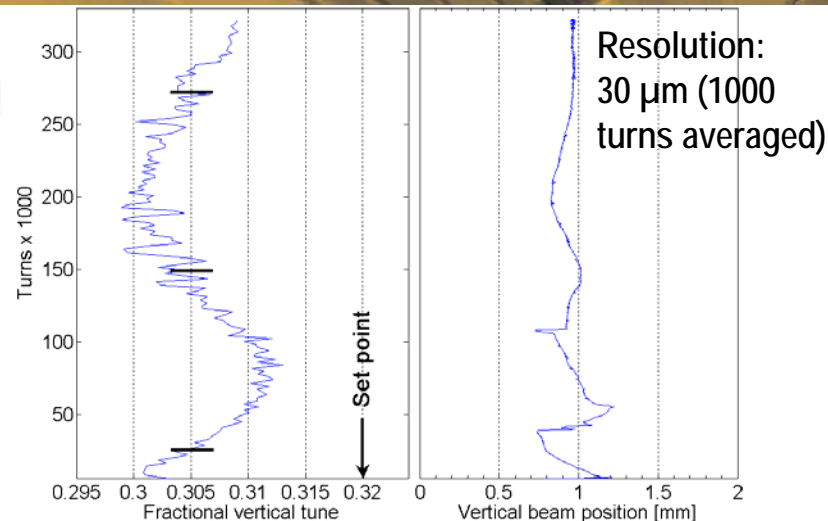 Turns x 1000
300
250
200
150
100
50
Set point
0.295 0.3 0.305 0.31 0.315 0.32
Fractional vertical tune
0 0.5 1 1.5 2
Vertical beam position [mm]
Resolution:
30 µm (1000
turns averaged)